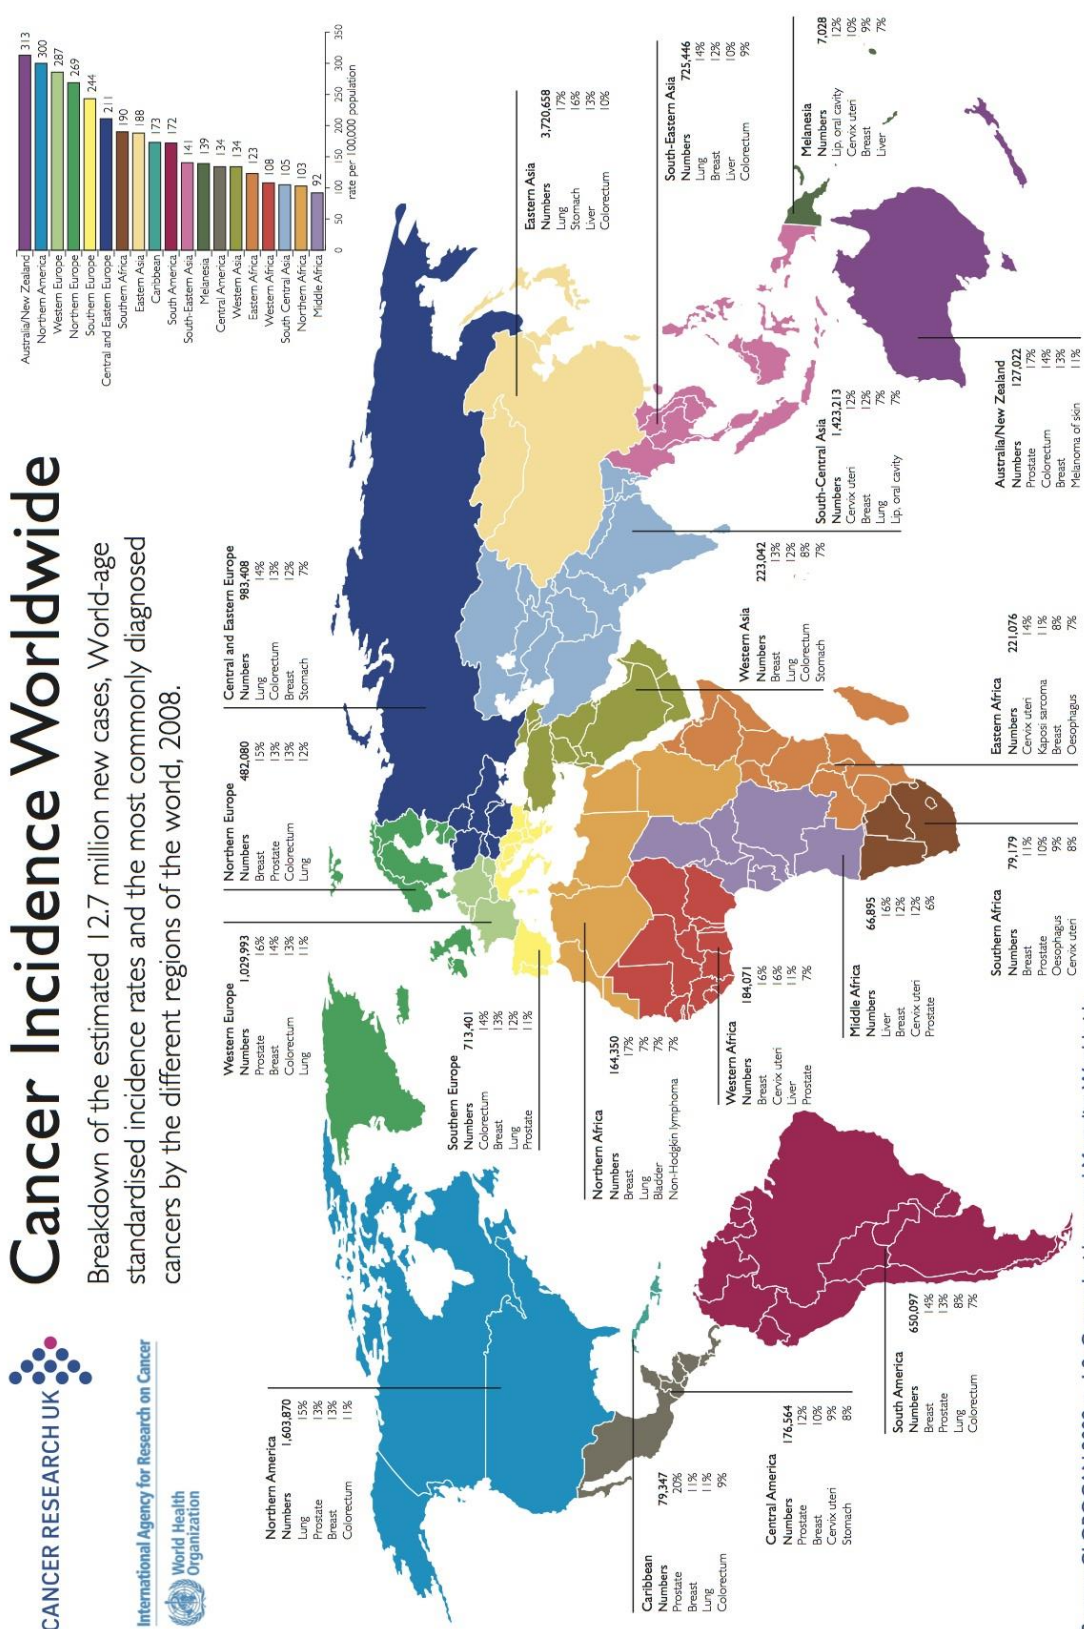 CANCER RESEARCH UK
International Agency for Research on Cancer
World Health
Organization
Cancer Incidence Worldwide
Breakdown of the estimated 12.7 million new cases, World-age
standardised incidence rates and the most commonly diagnosed
cancers by the different regions of the world, 2008.
Australia/New Zealand 313
Northern America 300
Western Europe 287
Northern Europe 269
Southern Europe 244
Central and Eastern Europe 211
Southern Africa 190
Eastern Asia 188
Caribbean 173
South America 172
South-Eastern Asia 141
Melanesia 139
Central America 134
Western Asia 134
Eastern Africa 123
Western Africa 108
South Central Asia 105
Northern Africa 103
Middle Africa 92
0 50 100 150 200 250 300 350
rate per 100,000 population
Northern America
Numbers 1,603,870
Lung 15%
Prostate 13%
Breast 13%
Colorectum 11%
Western Europe
Numbers 1,029,993
Prostate 16%
Breast 14%
Colorectum 13%
Lung 11%
Northern Europe
Numbers 482,080
Breast 15%
Prostate 13%
Colorectum 13%
Lung 12%
Central and Eastern Europe
Numbers 983,408
Lung 14%
Colorectum 13%
Breast 12%
Stomach 7%
Eastern Asia
Numbers 3,720,658
Lung 17%
Stomach 16%
Liver 13%
Colorectum 10%
South-Eastern Asia
Numbers 725,446
Lung 14%
Breast 12%
Liver 10%
Colorectum 9%
Melanesia
Numbers 7,028
Lip, oral cavity 12%
Cervix uteri 10%
Breast 9%
Liver 7%
Southern Europe
Numbers 713,401
Colorectum 14%
Breast 13%
Lung 12%
Prostate 11%
Northern Africa
Numbers 164,350
Breast 17%
Lung 7%
Bladder 7%
Non-Hodgkin lymphoma 7%
Western Africa
Numbers 184,071
Breast 16%
Cervix uteri 16%
Liver 11%
Prostate 7%
Western Asia
Numbers 223,042
Breast 13%
Lung 12%
Colorectum 8%
Stomach 7%
South-Central Asia
Numbers 1,423,213
Cervix uteri 12%
Breast 12%
Lung 7%
Lip, oral cavity 7%
Caribbean
Numbers 79,347
Prostate 20%
Breast 11%
Lung 11%
Colorectum 9%
Central America
Numbers 176,564
Prostate 12%
Breast 10%
Cervix uteri 9%
Stomach 8%
South America
Numbers 650,097
Breast 14%
Prostate 13%
Lung 8%
Colorectum 7%
Middle Africa
Numbers 66,895
Liver 16%
Breast 12%
Cervix uteri 12%
Prostate 6%
Southern Africa
Numbers 79,179
Breast 11%
Prostate 10%
Oesophagus 9%
Cervix uteri 8%
Eastern Africa
Numbers 221,076
Cervix uteri 14%
Kaposi sarcoma 11%
Breast 8%
Oesophagus 7%
Australia/New Zealand
Numbers 127,022
Prostate 17%
Colorectum 14%
Breast 13%
Melanoma of skin 11%